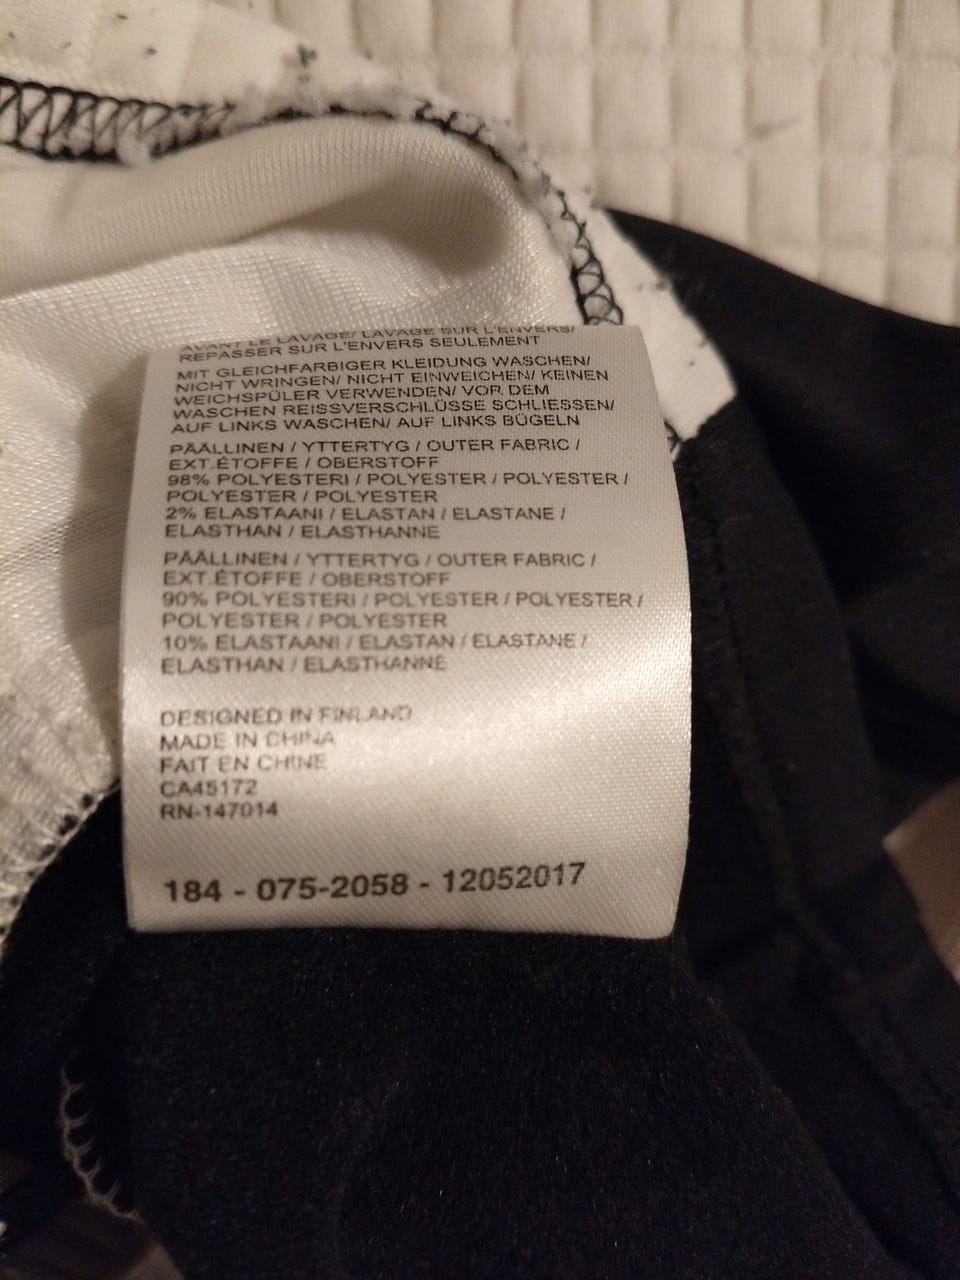 AVANT LE LAVAGE/ LAVAGE SUR L'ENVERS/
REPASSER SUR L'ENVERS SEULEMENT
MIT GLEICHFARBIGER KLEIDUNG WASCHEN/
NICHT WRINGEN/ NICHT EINWEICHEN/ KEINEN
WEICHSPÜLER VERWENDEN/ VOR DEM
WASCHEN REISSVERSCHLÜSSE SCHLIESSEN/
AUF LINKS WASCHEN/ AUF LINKS BÜGELN
PÄÄLLINEN / YTTERTYG / OUTER FABRIC /
EXT.ÉTOFFE / OBERSTOFF
98% POLYESTERI / POLYESTER / POLYESTER /
POLYESTER / POLYESTER
2% ELASTAANI / ELASTAN / ELASTANE /
ELASTHAN / ELASTHANNE
PÄÄLLINEN / YTTERTYG / OUTER FABRIC /
EXT.ÉTOFFE / OBERSTOFF
90% POLYESTERI / POLYESTER / POLYESTER /
POLYESTER / POLYESTER
10% ELASTAANI / ELASTAN / ELASTANE /
ELASTHAN / ELASTHANNE
DESIGNED IN FINLAND
MADE IN CHINA
FAIT EN CHINE
CA45172
RN-147014
184 - 075-2058 - 12052017